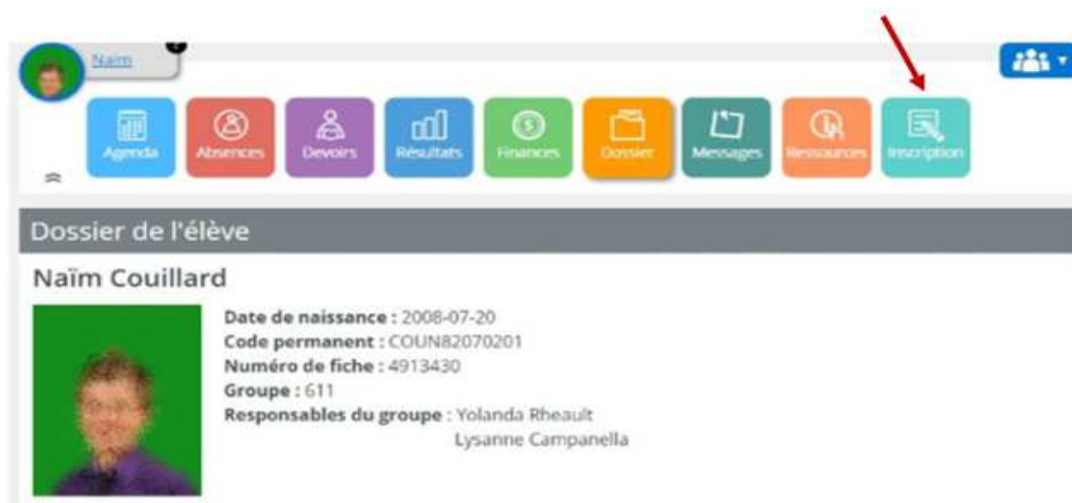 Naïm
Agenda Absences Devoirs Résultats Finances Dossier Messages Ressources Inscription
Dossier de l'élève
Naïm Couillard
Date de naissance : 2008-07-20
Code permanent : COUN82070201
Numéro de fiche : 4913430
Groupe : 611
Responsables du groupe : Yolanda Rheault
Lysanne Campanella